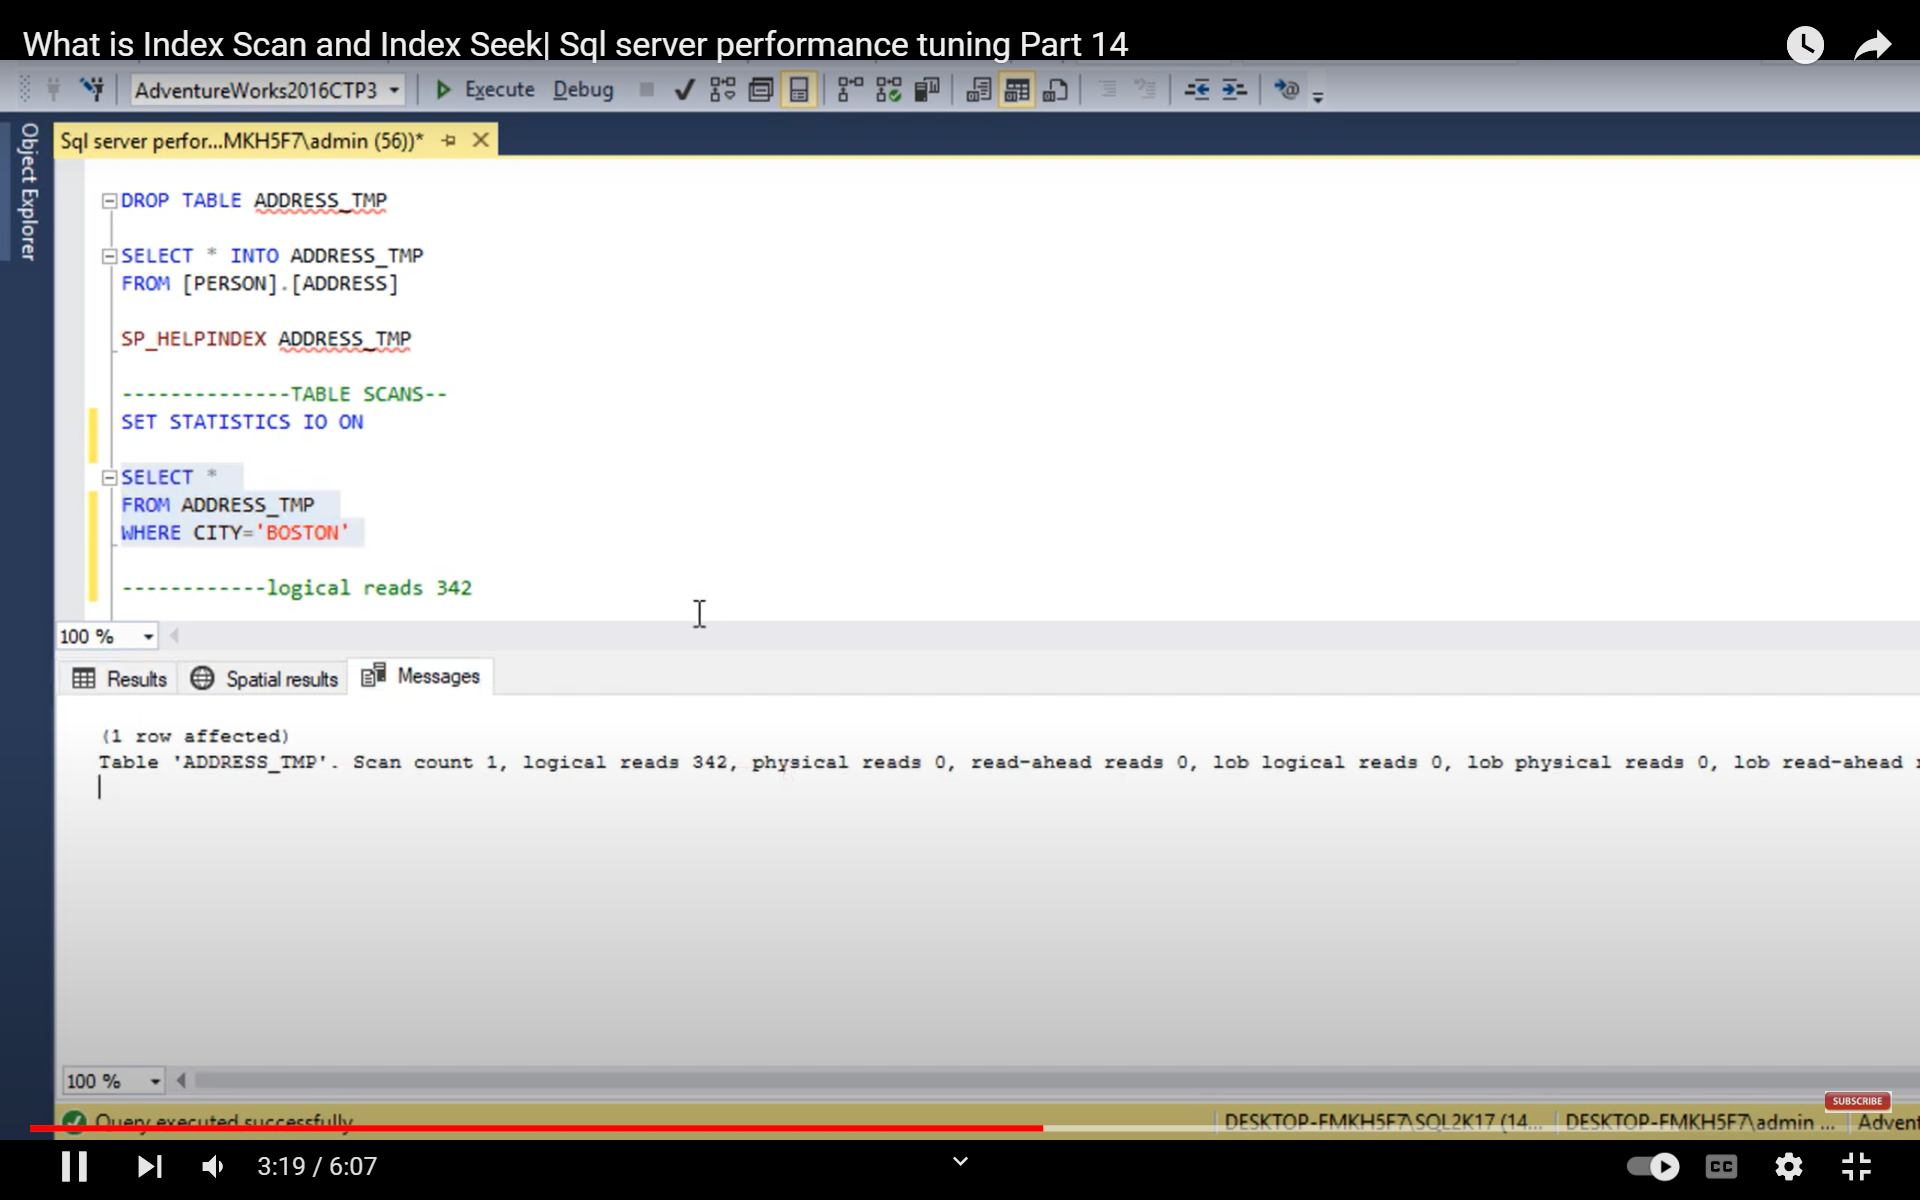 What is Index Scan and Index Seek| Sql server performance tuning Part 14
AdventureWorks2016CTP3 Execute Debug
Sql server perfor...MKH5F7\admin (56))*
Object Explorer
DROP TABLE ADDRESS_TMP
SELECT * INTO ADDRESS_TMP
FROM [PERSON].[ADDRESS]
SP_HELPINDEX ADDRESS_TMP
--------------TABLE SCANS--
SET STATISTICS IO ON
SELECT *
FROM ADDRESS_TMP
WHERE CITY='BOSTON'
------------logical reads 342
100 %
Results Spatial results Messages
(1 row affected)
Table 'ADDRESS_TMP'. Scan count 1, logical reads 342, physical reads 0, read-ahead reads 0, lob logical reads 0, lob physical reads 0, lob read-ahead
100 %
SUBSCRIBE
Query executed successfully DESKTOP-FMKH5F7\SQL2K17 (14... DESKTOP-FMKH5F7\admin ... Advent
3:19 / 6:07 CC